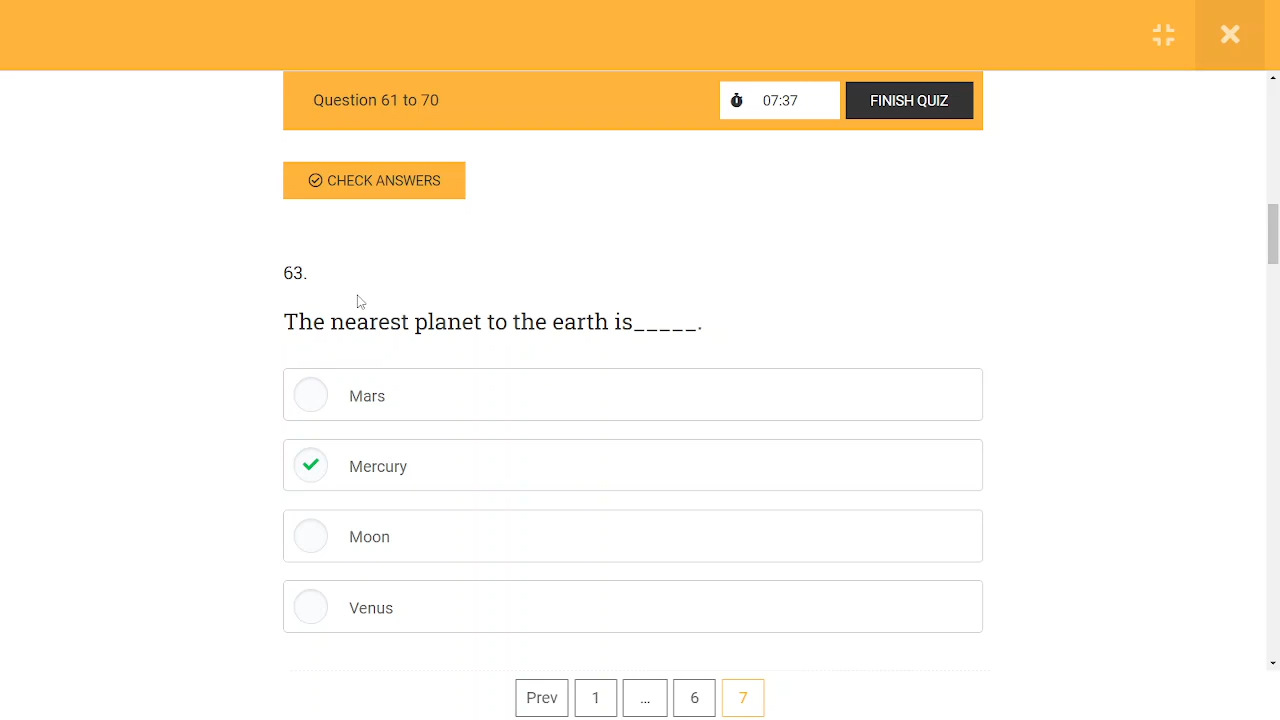 Question 61 to 70
07:37
FINISH QUIZ
CHECK ANSWERS
63.
The nearest planet to the earth is_____.
Mars
Mercury
Moon
Venus
Prev 1 ... 6 7